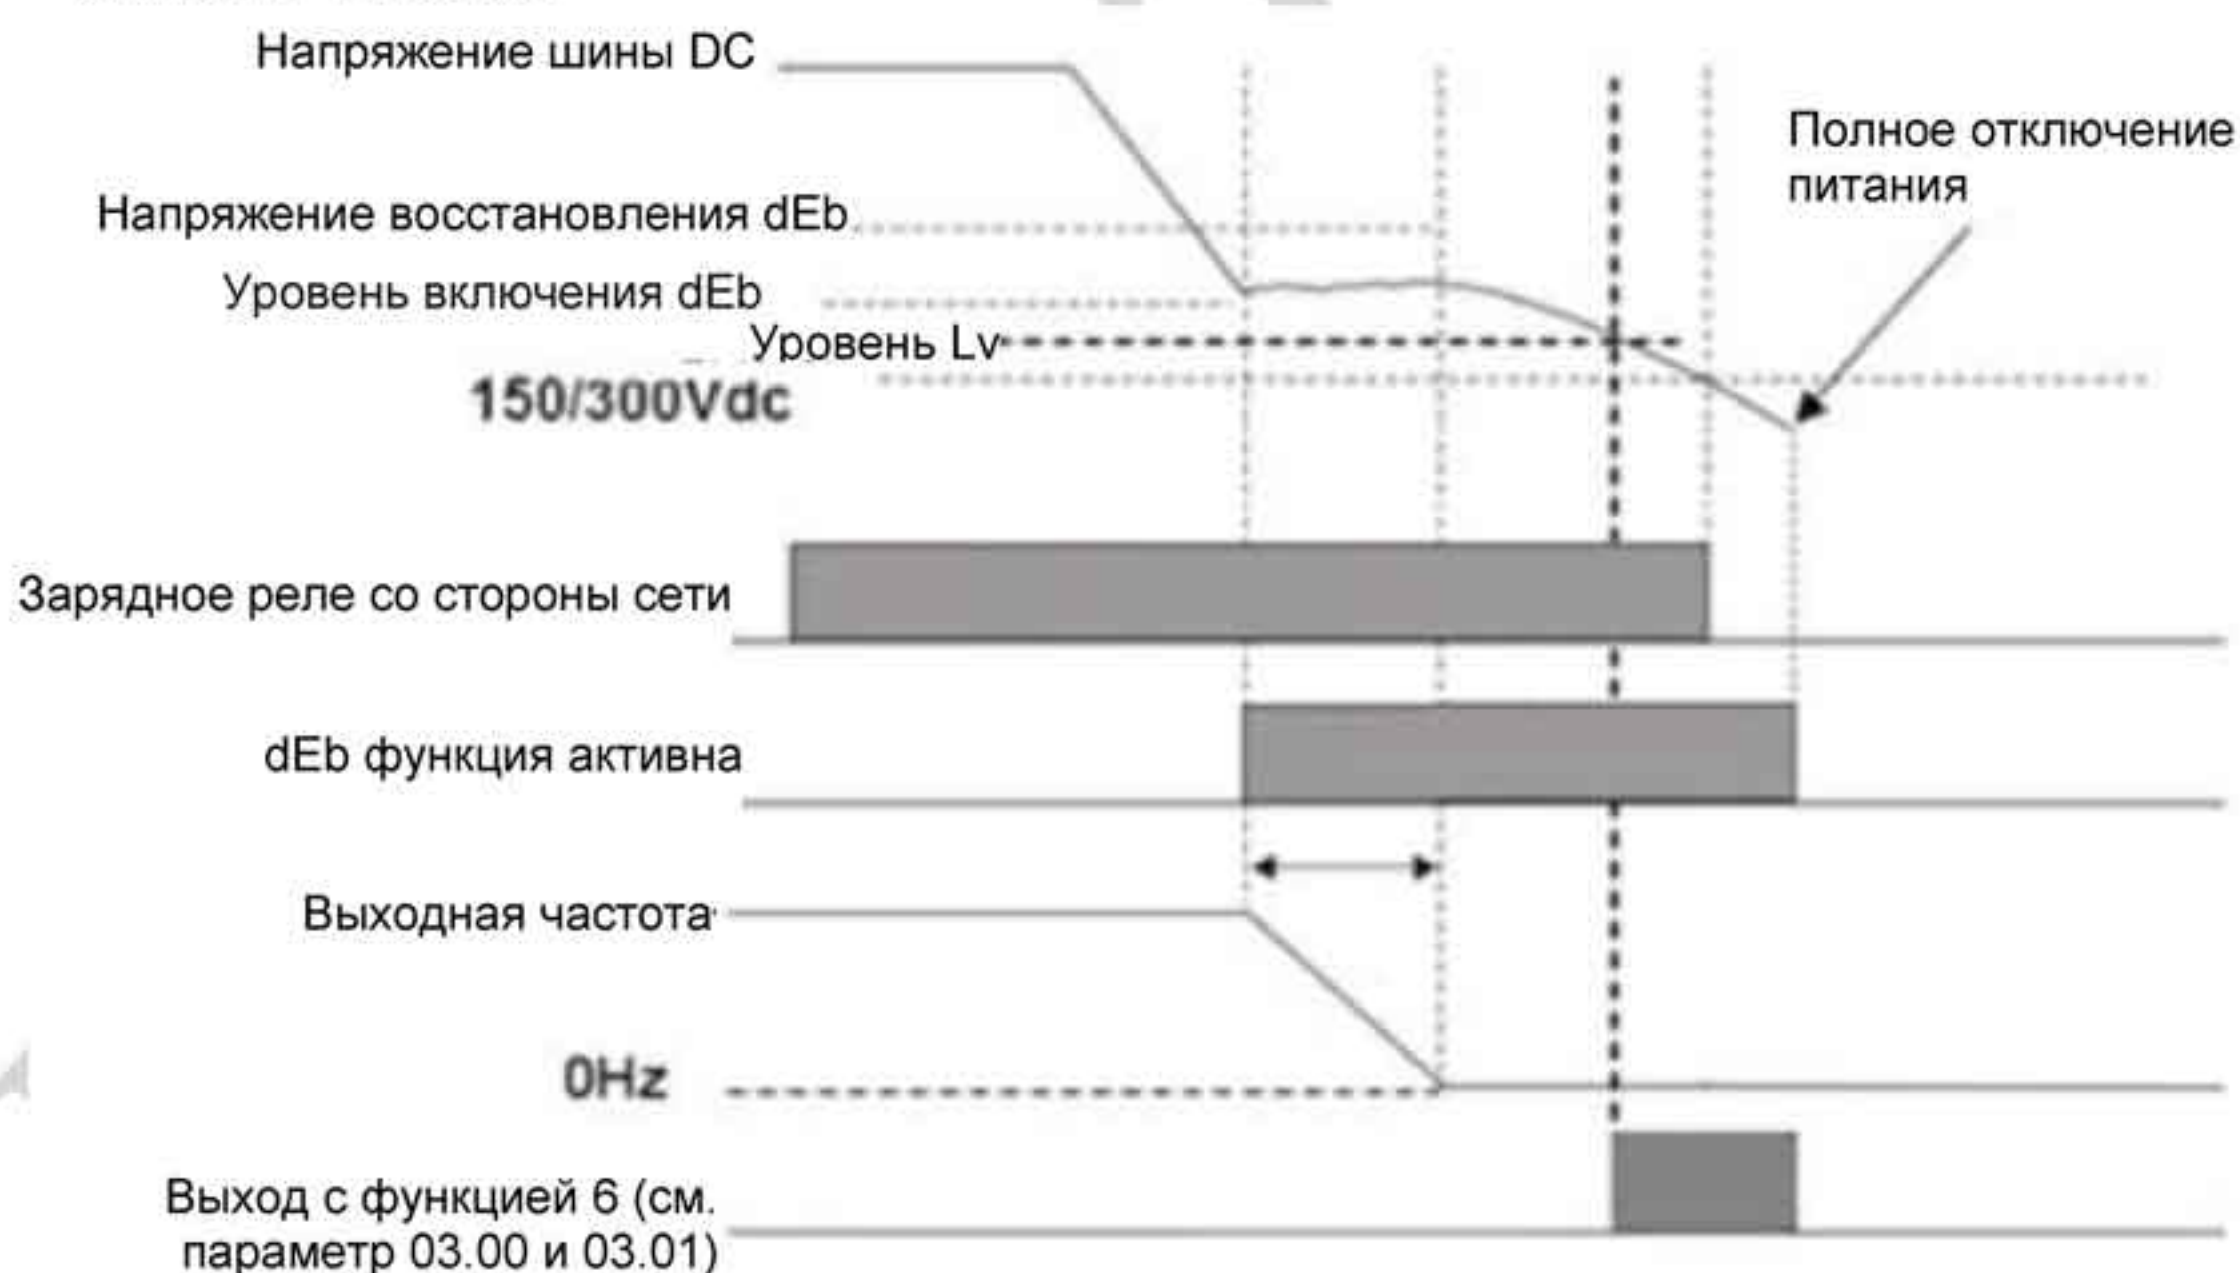 Напряжение шины DC
Полное отключение
питания
Напряжение восстановления dEb
Уровень включения dEb
Уровень Lv
150/300Vdc
Зарядное реле со стороны сети
dEb функция активна
Выходная частота
0Hz
Выход с функцией 6 (см.
параметр 03.00 и 03.01)